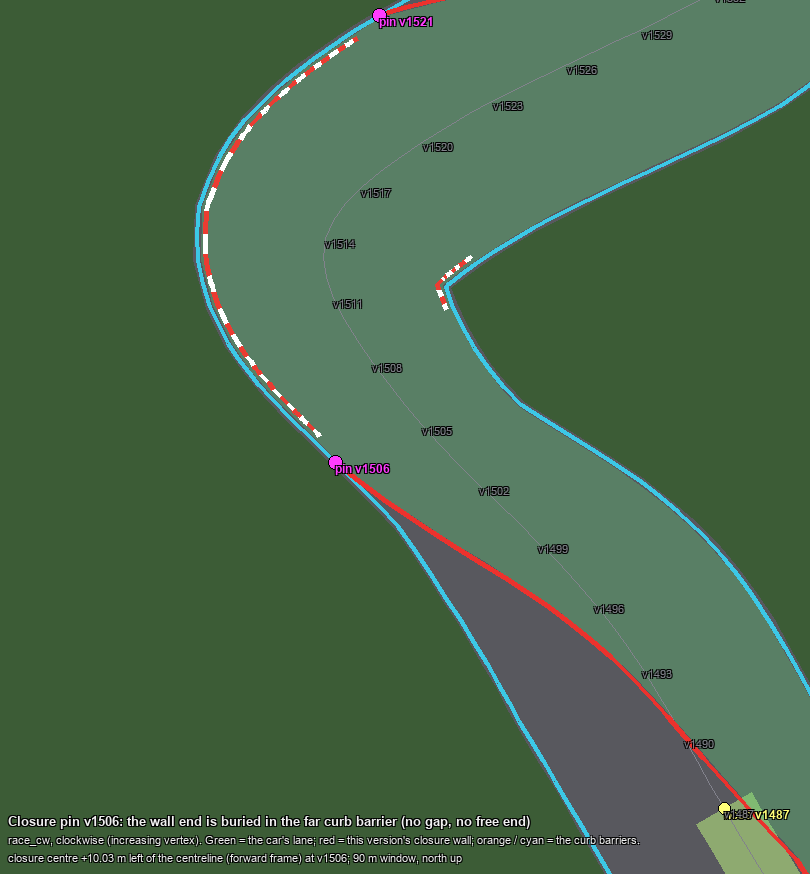 pin v1521
v1529
v1526
v1523
v1520
v1517
v1514
v1511
v1508
v1505
pin v1506
v1502
v1499
v1496
v1493
v1490
v1487
Closure pin v1506: the wall end is buried in the far curb barrier (no gap, no free end)
race_cw, clockwise (increasing vertex). Green = the car's lane; red = this version's closure wall; orange / cyan = the curb barriers.
closure centre +10.03 m left of the centreline (forward frame) at v1506; 90 m window, north up